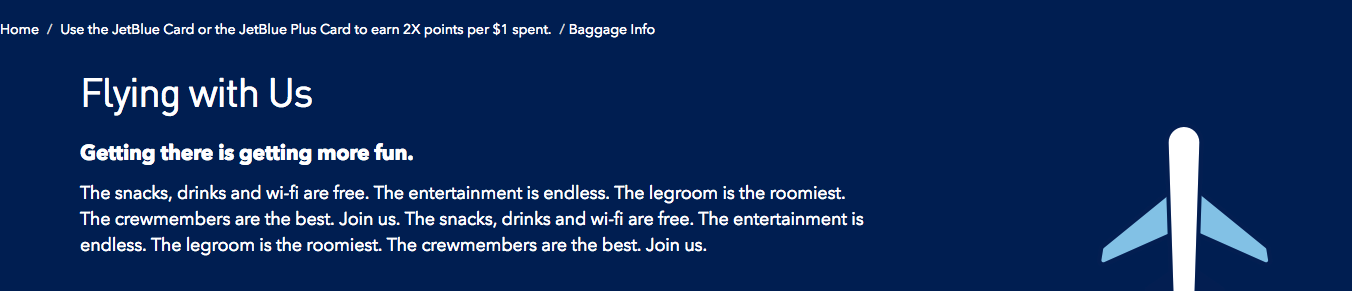 Home / Use the JetBlue Card or the JetBlue Plus Card to earn 2X points per $1 spent. / Baggage Info
Flying with Us
Getting there is getting more fun.
The snacks, drinks and wi-fi are free. The entertainment is endless. The legroom is the roomiest.
The crewmembers are the best. Join us. The snacks, drinks and wi-fi are free. The entertainment is
endless. The legroom is the roomiest. The crewmembers are the best. Join us.